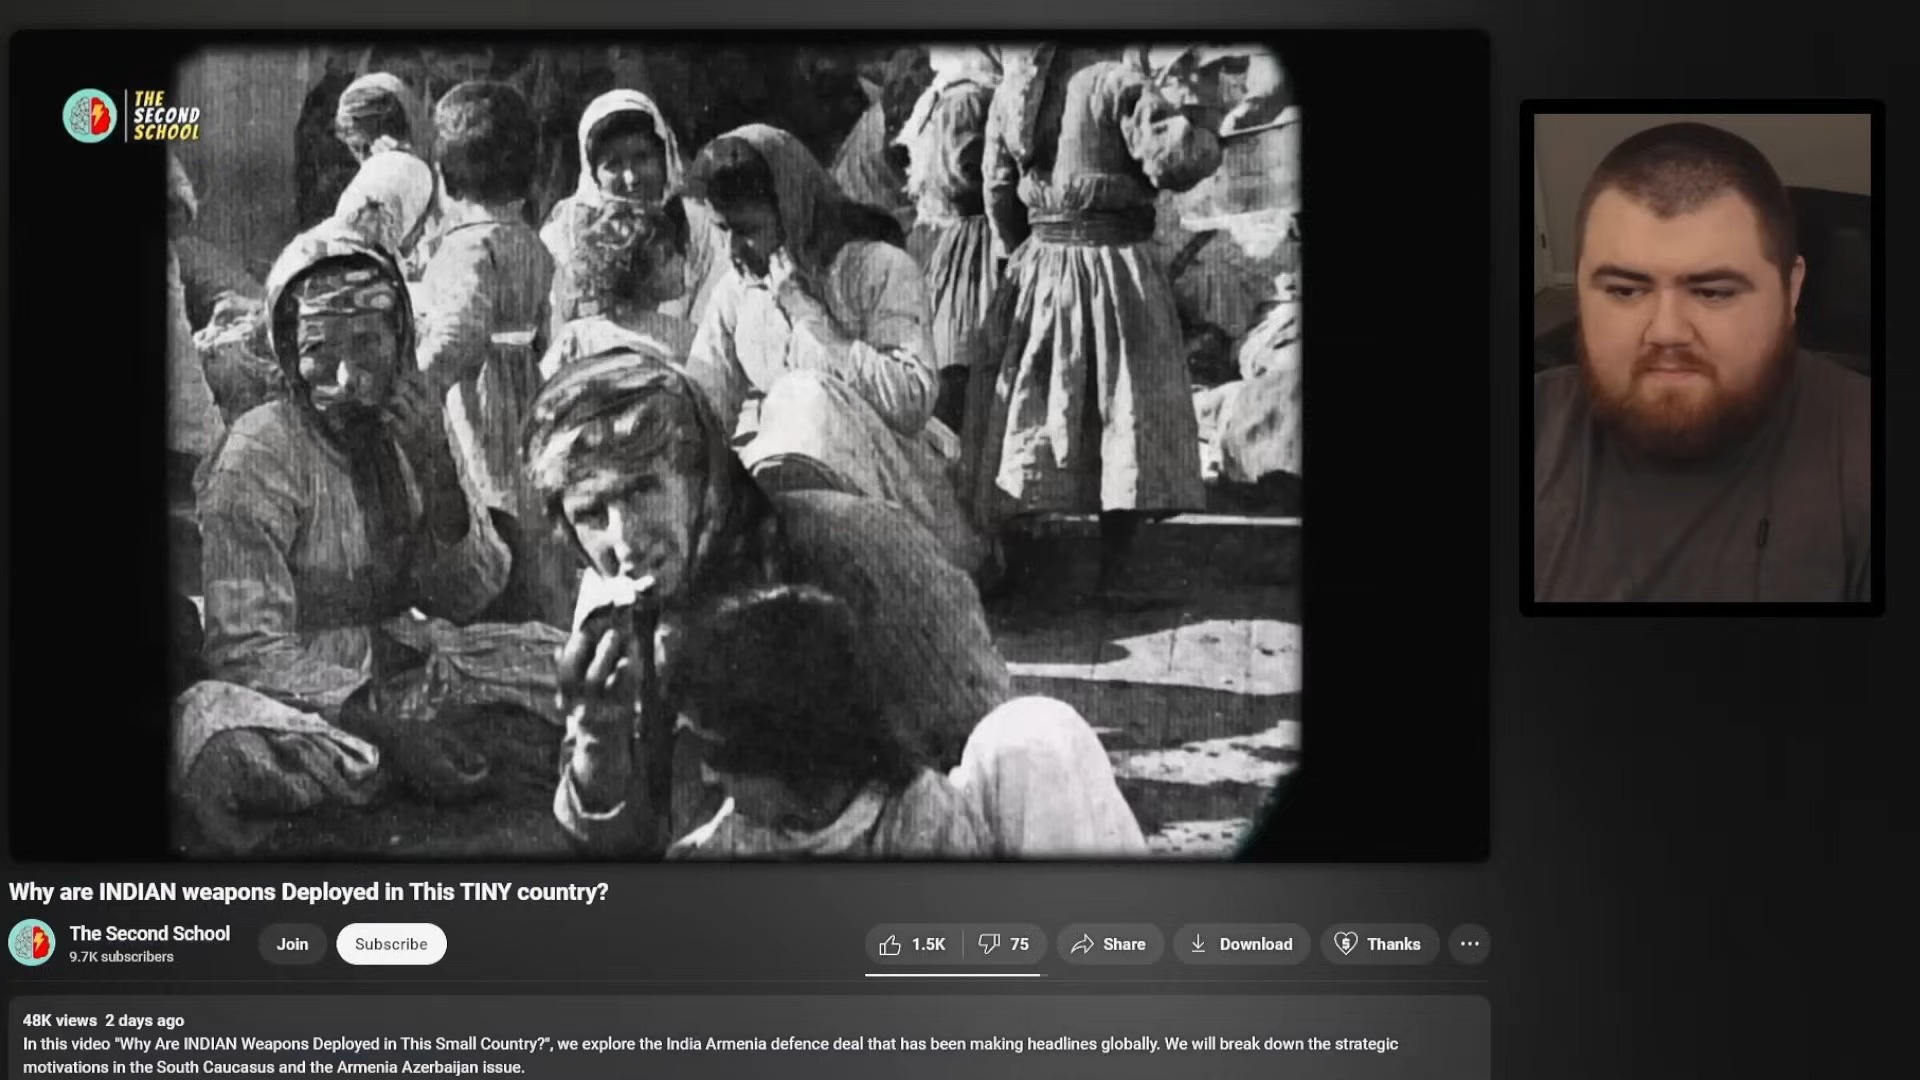 THE
SECOND
SCHOOL
Why are INDIAN weapons Deployed in This TINY country?
The Second School
9.7K subscribers
Join
Subscribe
1.5K
75
Share
Download
Thanks
48K views 2 days ago
In this video "Why Are INDIAN Weapons Deployed in This Small Country?", we explore the India Armenia defence deal that has been making headlines globally. We will break down the strategic
motivations in the South Caucasus and the Armenia Azerbaijan issue.